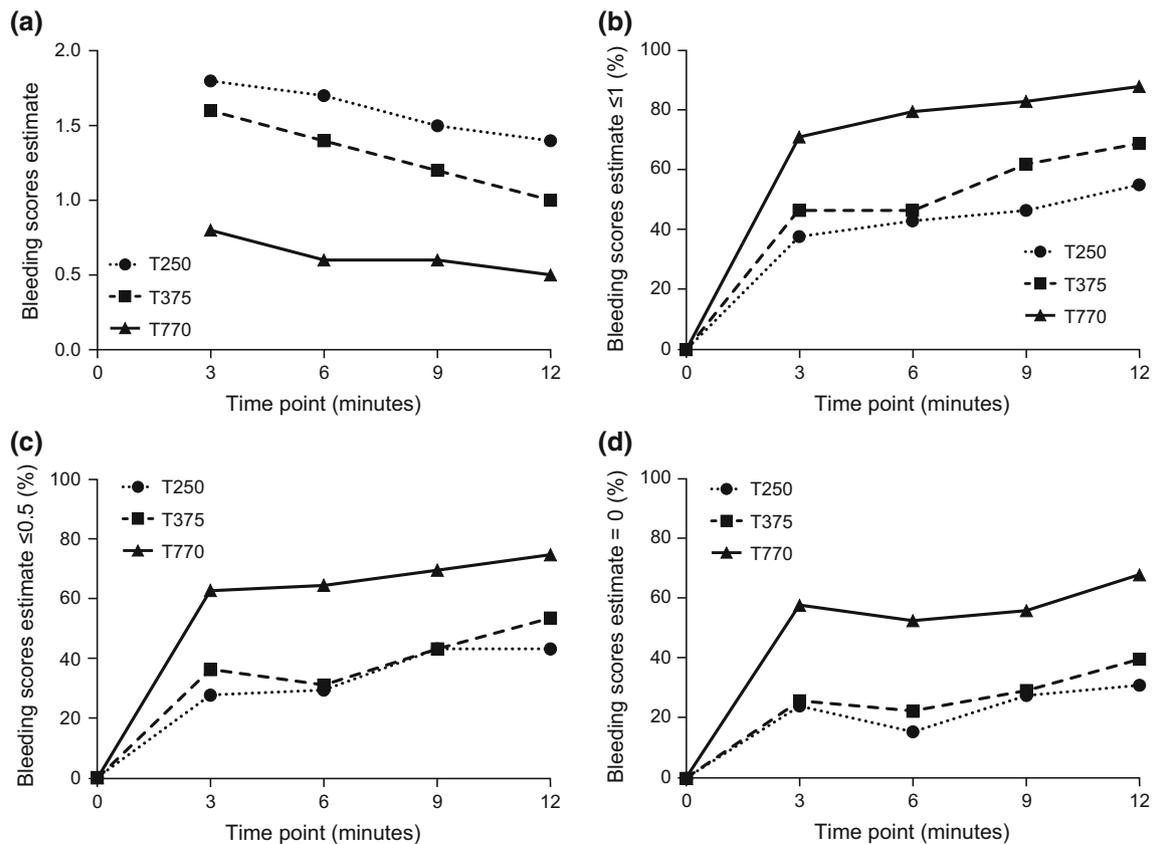 (a)
Bleeding scores estimate
2.0
1.5
1.0
0.5
0.0
T250
T375
T770
0 3 6 9 12
Time point (minutes)
(b)
Bleeding scores estimate ≤1 (%)
100
80
60
40
20
0
T250
T375
T770
0 3 6 9 12
Time point (minutes)
(c)
Bleeding scores estimate ≤0.5 (%)
100
80
60
40
20
0
T250
T375
T770
0 3 6 9 12
Time point (minutes)
(d)
Bleeding scores estimate = 0 (%)
100
80
60
40
20
0
T250
T375
T770
0 3 6 9 12
Time point (minutes)